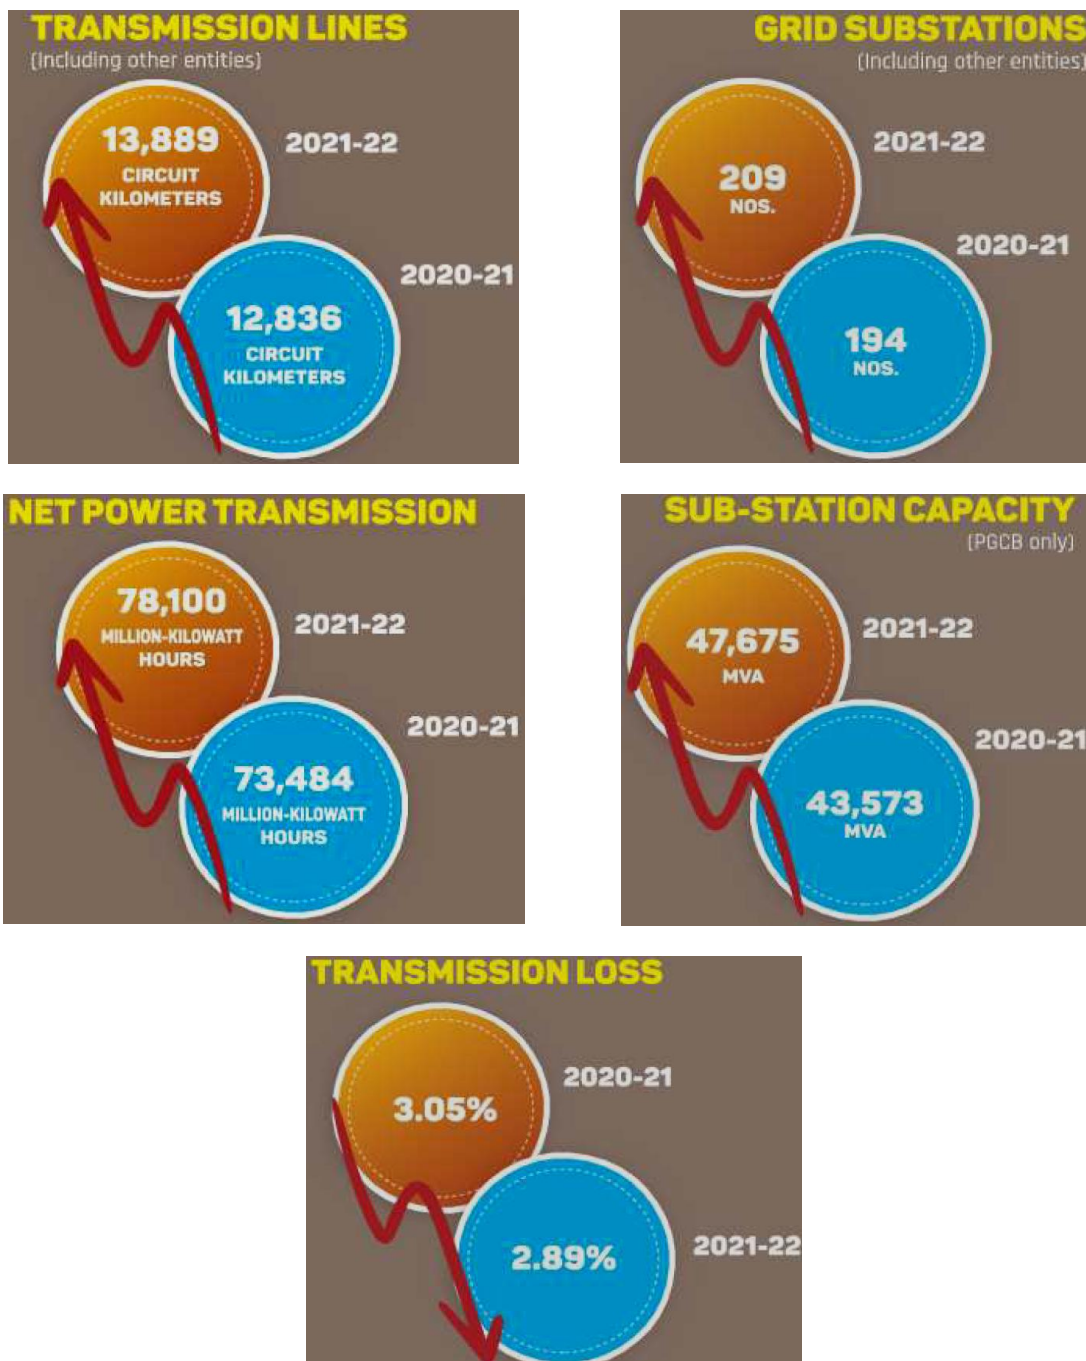 TRANSMISSION LINES
(Including other entities)
13,889
CIRCUIT
KILOMETERS
2021-22
2020-21
12,836
CIRCUIT
KILOMETERS
GRID SUBSTATIONS
(Including other entities)
2021-22
209
NOS.
2020-21
194
NOS.
NET POWER TRANSMISSION
78,100
MILLION-KILOWATT
HOURS
2021-22
2020-21
73,484
MILLION-KILOWATT
HOURS
SUB-STATION CAPACITY
(PGCB only)
2021-22
47,675
MVA
2020-21
43,573
MVA
TRANSMISSION LOSS
2020-21
3.05%
2021-22
2.89%